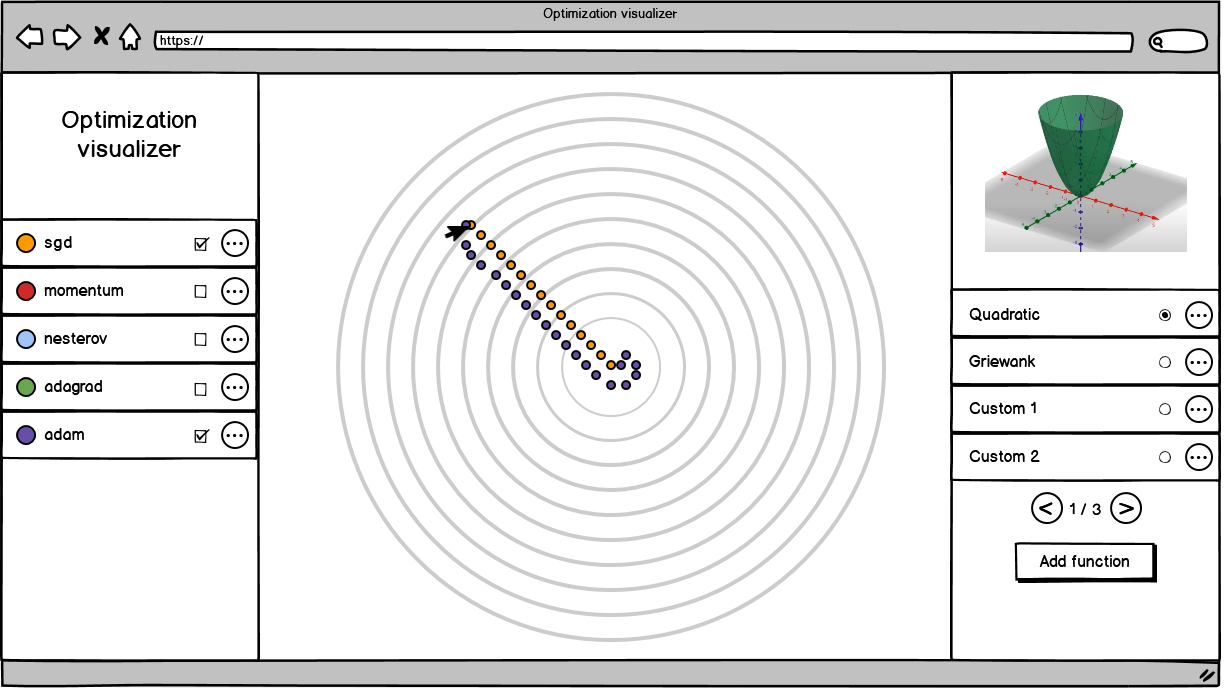 Optimization visualizer
https://
Optimization
visualizer
sgd
momentum
nesterov
adagrad
adam
Quadratic
Griewank
Custom 1
Custom 2
< 1 / 3 >
Add function